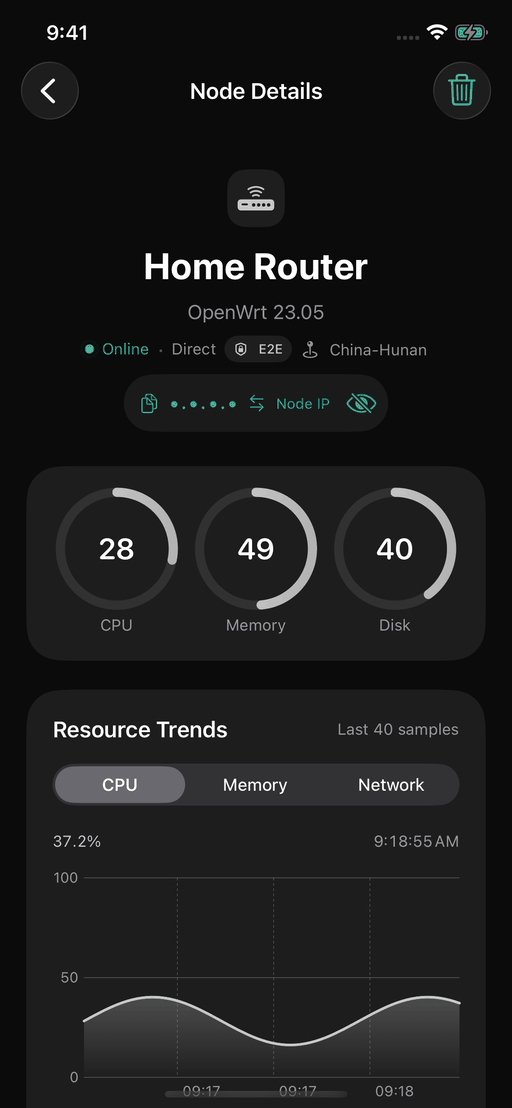 9:41
Node Details
Home Router
OpenWrt 23.05
Online • Direct E2E China-Hunan
•.•.•.• Node IP
28 49 40
CPU Memory Disk
Resource Trends Last 40 samples
CPU Memory Network
37.2% 9:18:55 AM
100
50
0
09:17 09:17 09:18